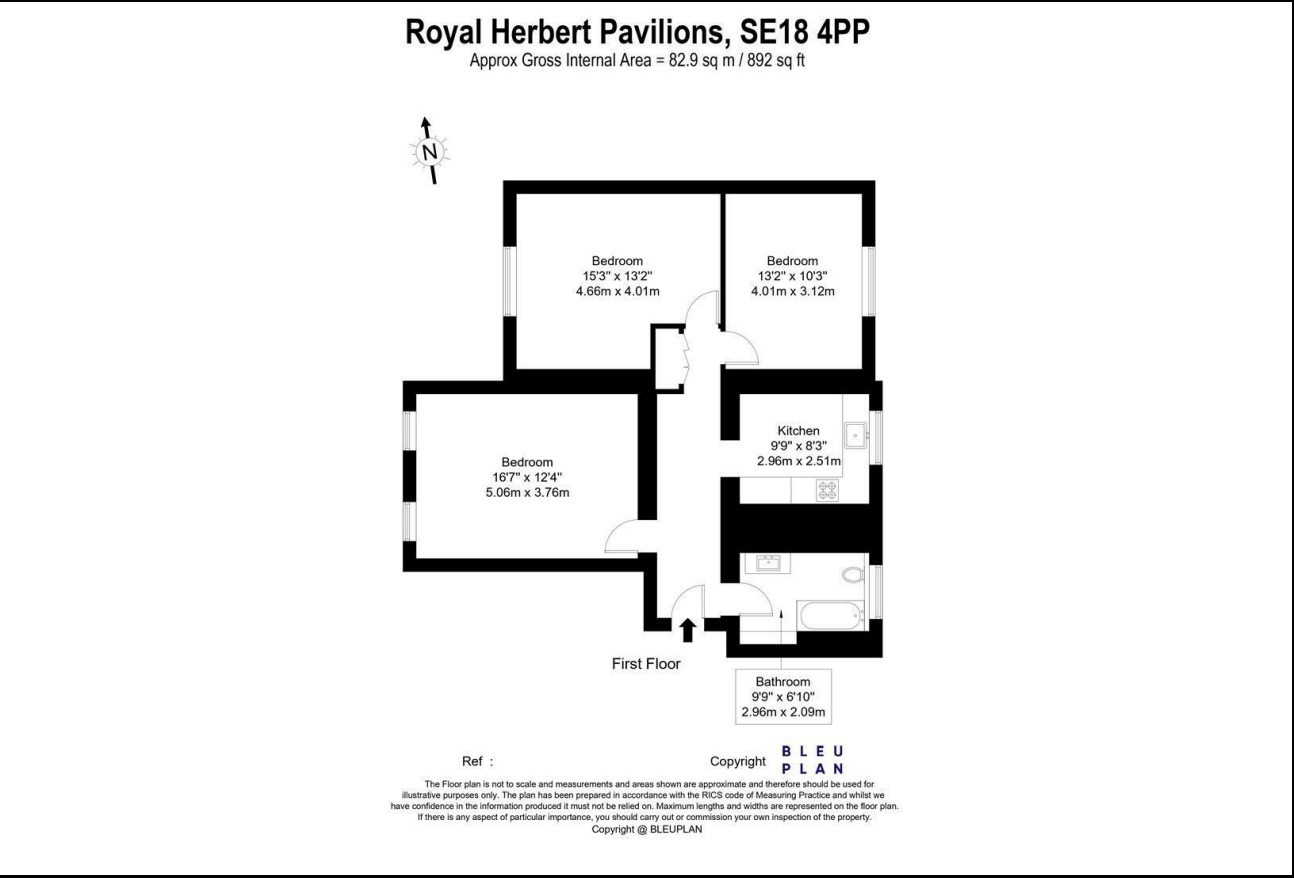 Royal Herbert Pavilions, SE18 4PP
Approx Gross Internal Area = 82.9 sq m / 892 sq ft
N
Bedroom
15'3" x 13'2"
4.66m x 4.01m
Bedroom
13'2" x 10'3"
4.01m x 3.12m
Kitchen
9'9" x 8'3"
2.96m x 2.51m
Bedroom
16'7" x 12'4"
5.06m x 3.76m
First Floor
Bathroom
9'9" x 6'10"
2.96m x 2.09m
Ref :
Copyright
BLEU
PLAN
The Floor plan is not to scale and measurements and areas shown are approximate and therefore should be used for
illustrative purposes only. The plan has been prepared in accordance with the RICS code of Measuring Practice and whilst we
have confidence in the information produced it must not be relied on. Maximum lengths and widths are represented on the floor plan.
If there is any aspect of particular importance, you should carry out or commission your own inspection of the property.
Copyright @ BLEUPLAN